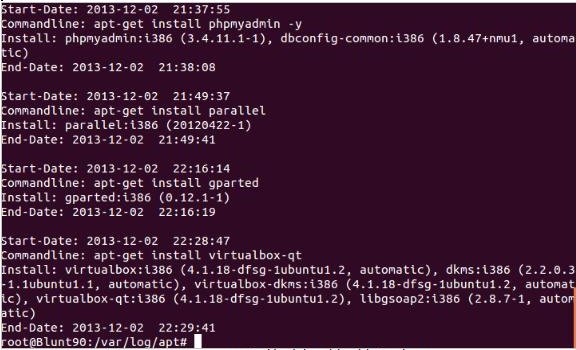 Start-Date: 2013-12-02  21:37:55
Commandline: apt-get install phpmyadmin -y
Install: phpmyadmin:i386 (3.4.11.1-1), dbconfig-common:i386 (1.8.47+nmu1, automa
tic)
End-Date: 2013-12-02  21:38:08
Start-Date: 2013-12-02  21:49:37
Commandline: apt-get install parallel
Install: parallel:i386 (20120422-1)
End-Date: 2013-12-02  21:49:41
Start-Date: 2013-12-02  22:16:14
Commandline: apt-get install gparted
Install: gparted:i386 (0.12.1-1)
End-Date: 2013-12-02  22:16:19
Start-Date: 2013-12-02  22:28:47
Commandline: apt-get install virtualbox-qt
Install: virtualbox:i386 (4.1.18-dfsg-1ubuntu1.2, automatic), dkms:i386 (2.2.0.3
-1.1ubuntu1.1, automatic), virtualbox-dkms:i386 (4.1.18-dfsg-1ubuntu1.2, automat
ic), virtualbox-qt:i386 (4.1.18-dfsg-1ubuntu1.2), libgsoap2:i386 (2.8.7-1, autom
atic)
End-Date: 2013-12-02  22:29:41
root@Blunt90:/var/log/apt#